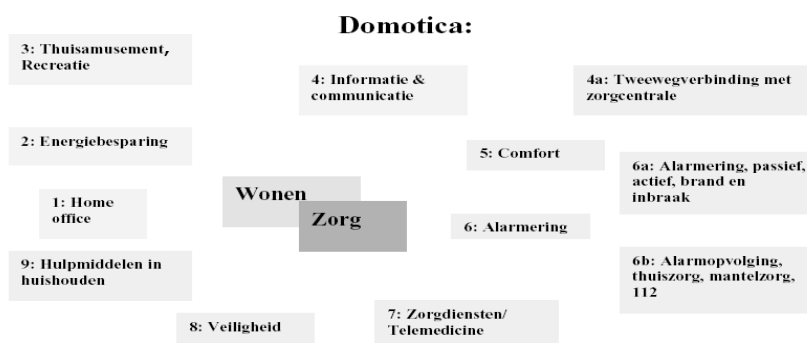 Domotica:
3: Thuisamusement,
Recreatie
4: Informatie &
communicatie
4a: Tweewegverbinding met
zorgcentrale
2: Energiebesparing
5: Comfort
6a: Alarmering, passief,
actief, brand en
inbraak
Wonen
1: Home
office
Zorg
6: Alarmering
9: Hulpmiddelen in
huishouden
6b: Alarmopvolging,
thuiszorg, mantelzorg,
112
8: Veiligheid
7: Zorgdiensten/
Telemedicine